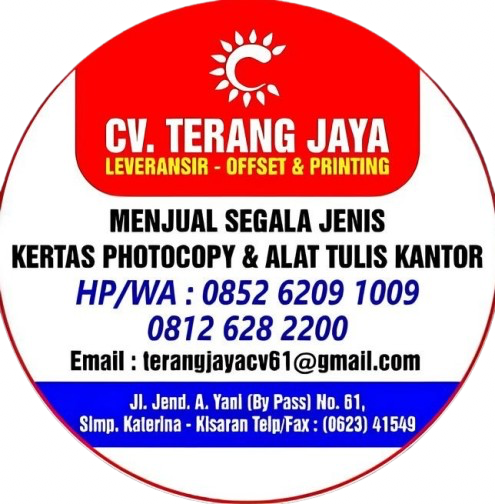 CV. TERANG JAYA
LEVERANSIR - OFFSET & PRINTING
MENJUAL SEGALA JENIS
KERTAS PHOTOCOPY & ALAT TULIS KANTOR
HP/WA : 0852 6209 1009
0812 628 2200
Email : terangjayacv61@gmail.com
Jl. Jend. A. Yani (By Pass) No. 61,
Simp. Katerina - Kisaran Telp/Fax : (0623) 41549